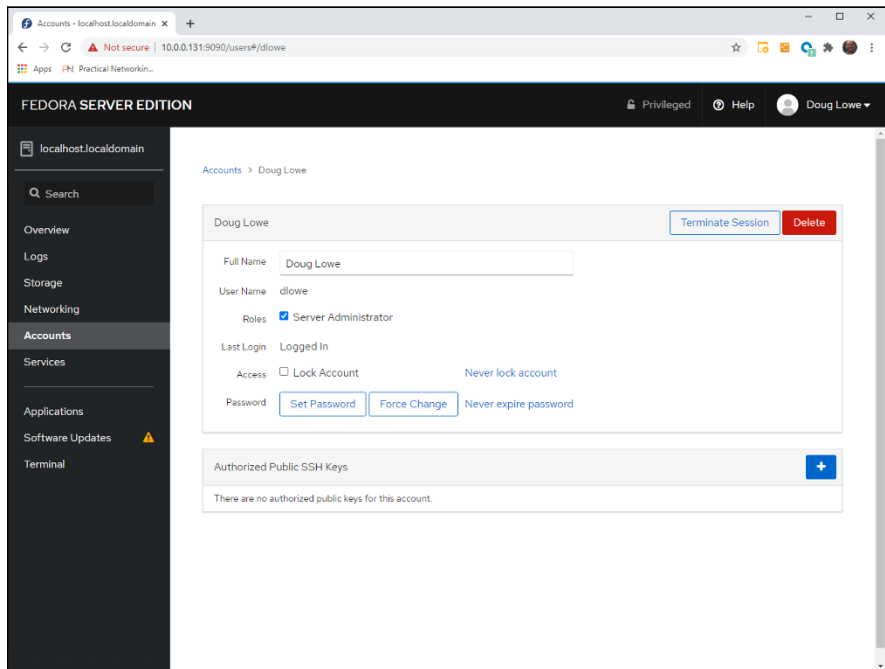 Accounts - localhost.localdomain
Not secure | 10.0.0.131:9090/users#/dlowe
Apps PN Practical Networkin...
FEDORA SERVER EDITION
Privileged
Help
Doug Lowe
localhost.localdomain
Search
Overview
Logs
Storage
Networking
Accounts
Services
Applications
Software Updates
Terminal
Accounts > Doug Lowe
Doug Lowe
Terminate Session
Delete
Full Name Doug Lowe
User Name dlowe
Roles Server Administrator
Last Login Logged In
Access Lock Account Never lock account
Password Set Password Force Change Never expire password
Authorized Public SSH Keys
There are no authorized public keys for this account.